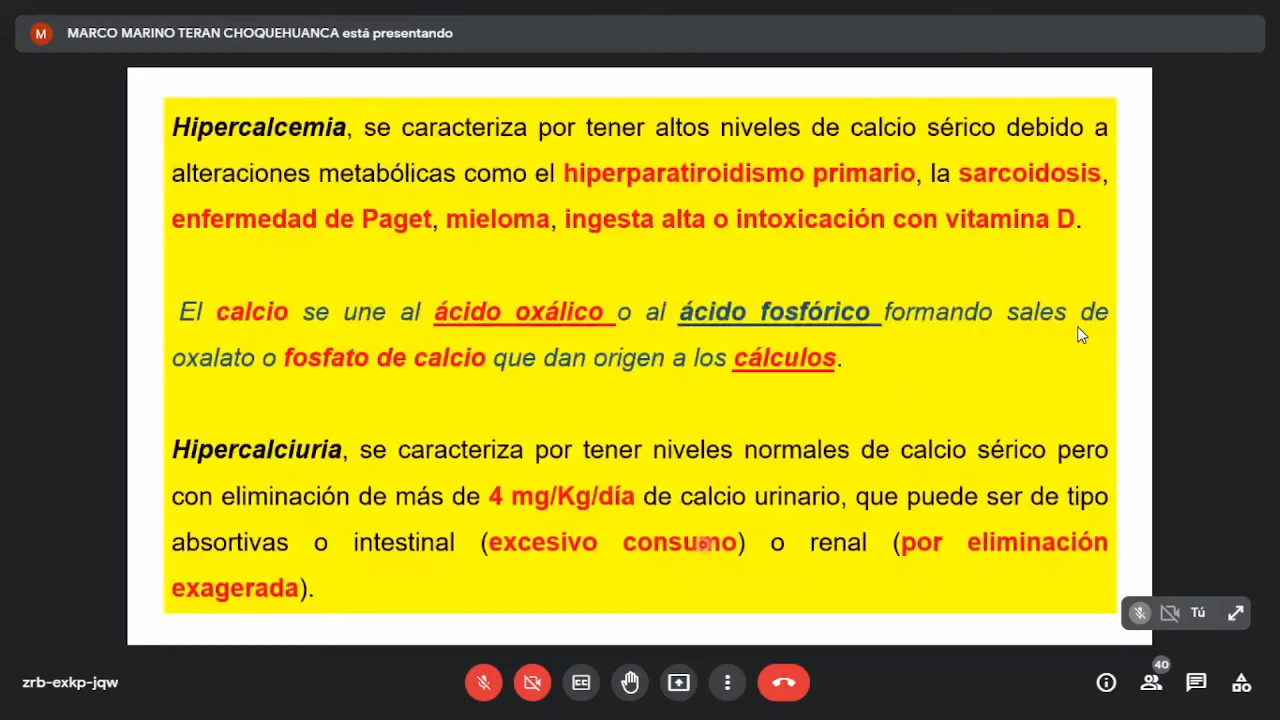 M MARCO MARINO TERAN CHOQUEHUANCA está presentando
Hipercalcemia, se caracteriza por tener altos niveles de calcio sérico debido a
alteraciones metabólicas como el hiperparatiroidismo primario, la sarcoidosis,
enfermedad de Paget, mieloma, ingesta alta o intoxicación con vitamina D.
El calcio se une al ácido oxálico o al ácido fosfórico formando sales de
oxalato o fosfato de calcio que dan origen a los cálculos.
Hipercalciuria, se caracteriza por tener niveles normales de calcio sérico pero
con eliminación de más de 4 mg/Kg/día de calcio urinario, que puede ser de tipo
absortivas o intestinal (excesivo consumo) o renal (por eliminación
exagerada).
Tú
40
zrb-exkp-jqw
CC